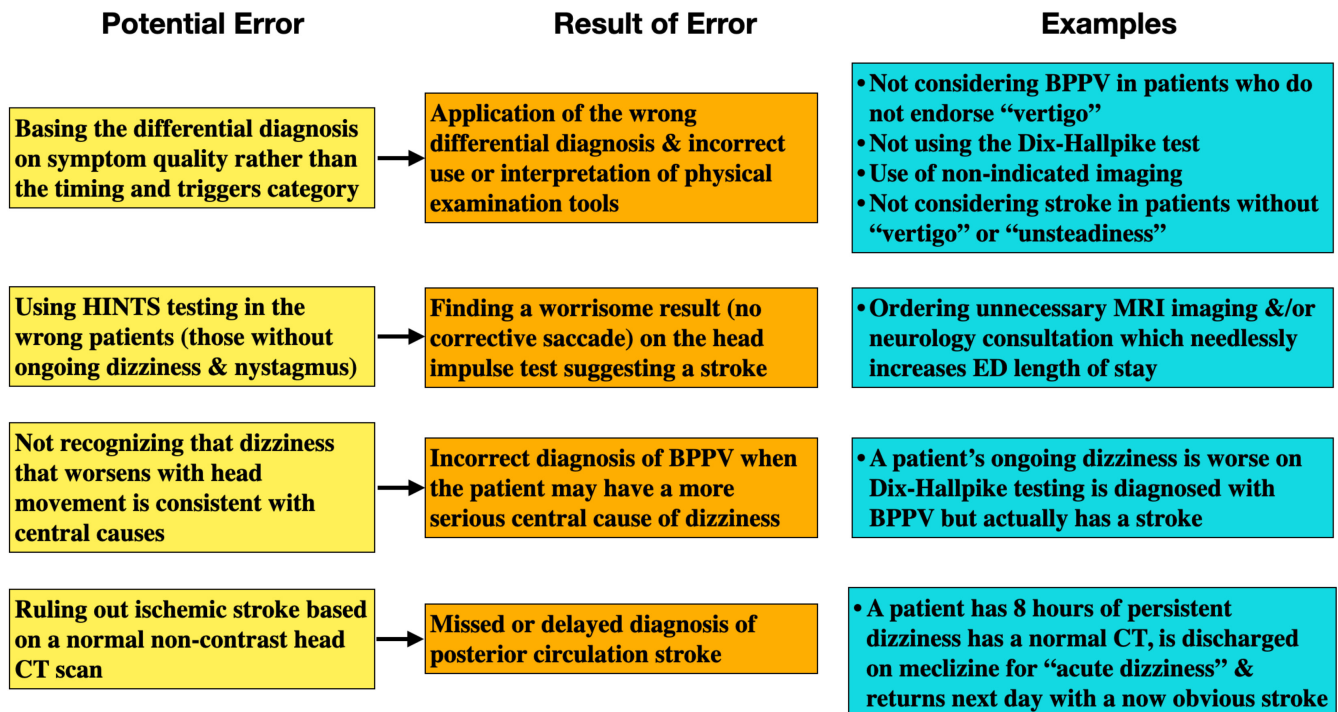 Potential Error
Result of Error
Examples
Basing the differential diagnosis
on symptom quality rather than
the timing and triggers category
Application of the wrong
differential diagnosis & incorrect
use or interpretation of physical
examination tools
• Not considering BPPV in patients who do
not endorse “vertigo”
• Not using the Dix-Hallpike test
• Use of non-indicated imaging
• Not considering stroke in patients without
“vertigo” or “unsteadiness”
Using HINTS testing in the
wrong patients (those without
ongoing dizziness & nystagmus)
Finding a worrisome result (no
corrective saccade) on the head
impulse test suggesting a stroke
• Ordering unnecessary MRI imaging &/or
neurology consultation which needlessly
increases ED length of stay
Not recognizing that dizziness
that worsens with head
movement is consistent with
central causes
Incorrect diagnosis of BPPV when
the patient may have a more
serious central cause of dizziness
• A patient’s ongoing dizziness is worse on
Dix-Hallpike testing is diagnosed with
BPPV but actually has a stroke
Ruling out ischemic stroke based
on a normal non-contrast head
CT scan
Missed or delayed diagnosis of
posterior circulation stroke
• A patient has 8 hours of persistent
dizziness has a normal CT, is discharged
on meclizine for “acute dizziness” &
returns next day with a now obvious stroke